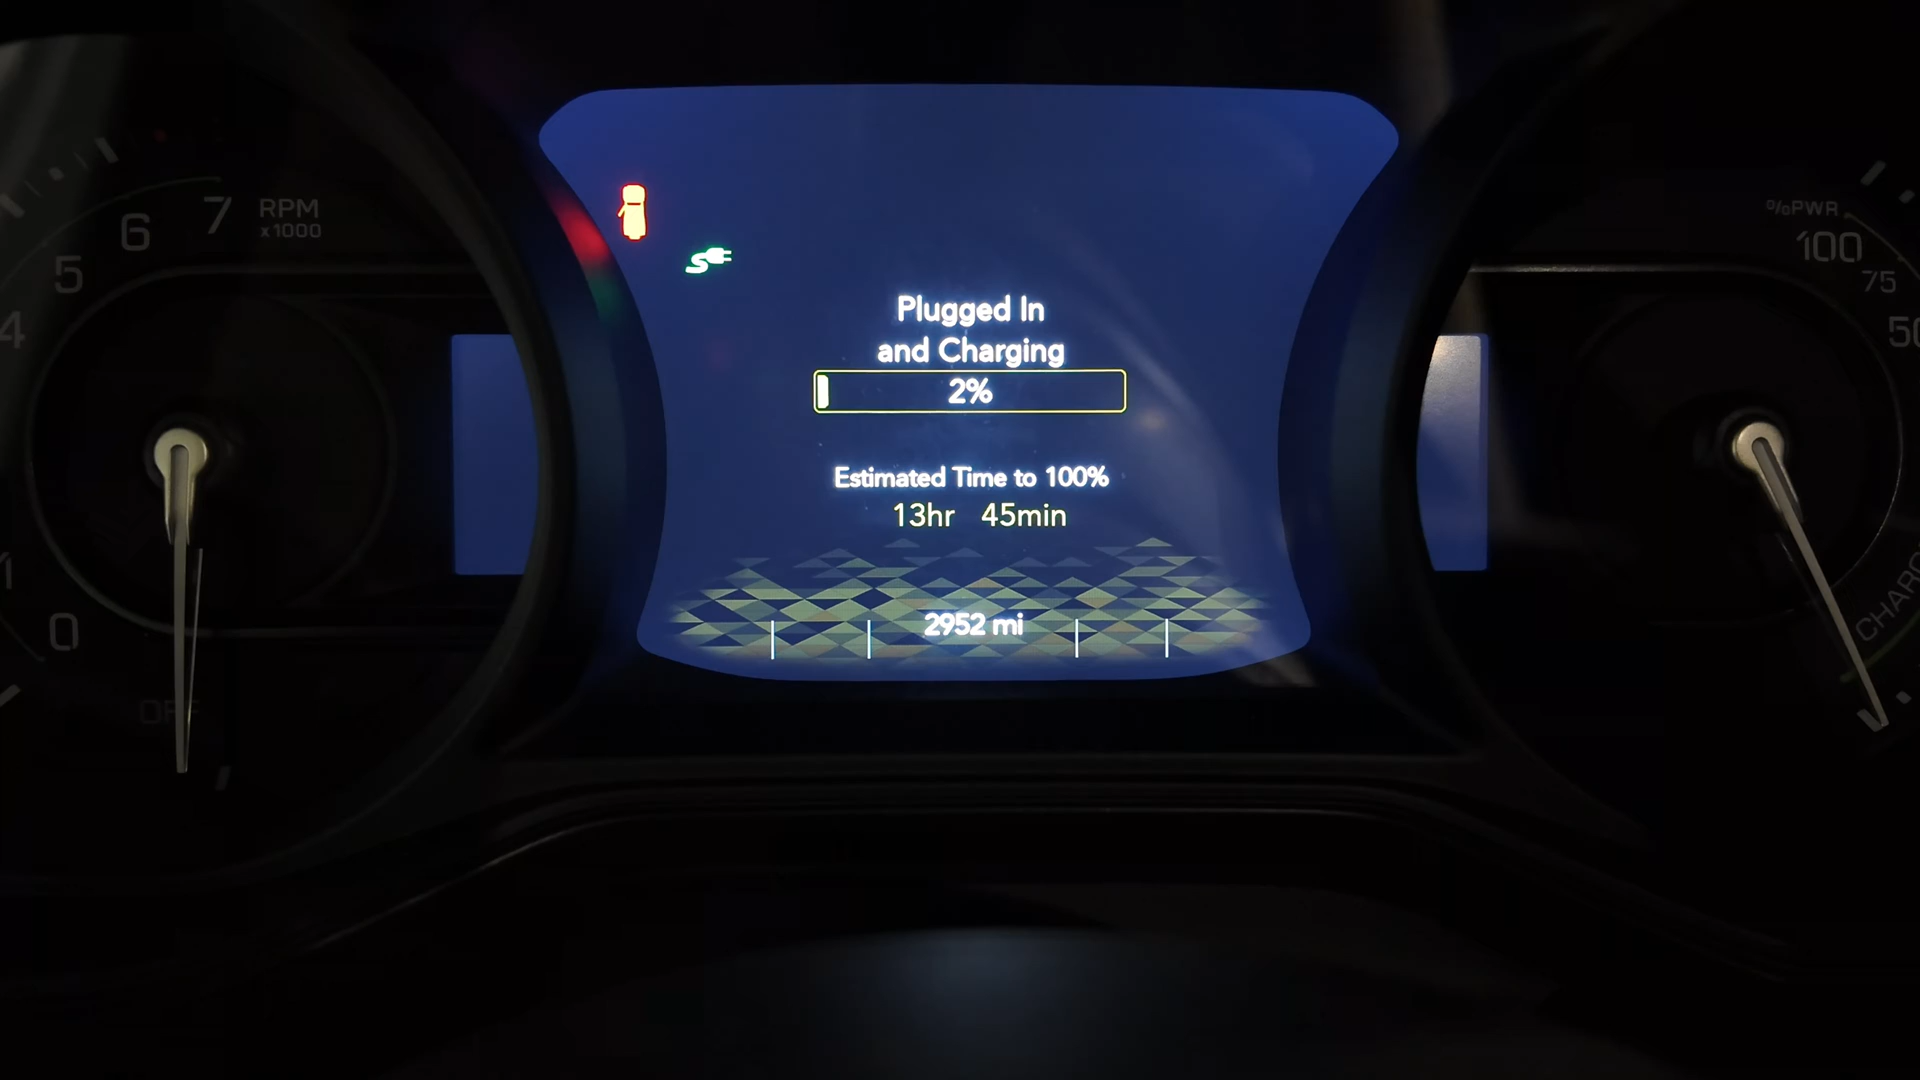 7
RPM
x1000
6
5
4
1
0
OFF
Plugged In
and Charging
2%
Estimated Time to 100%
13hr 45min
2952 mi
%PWR
100
75